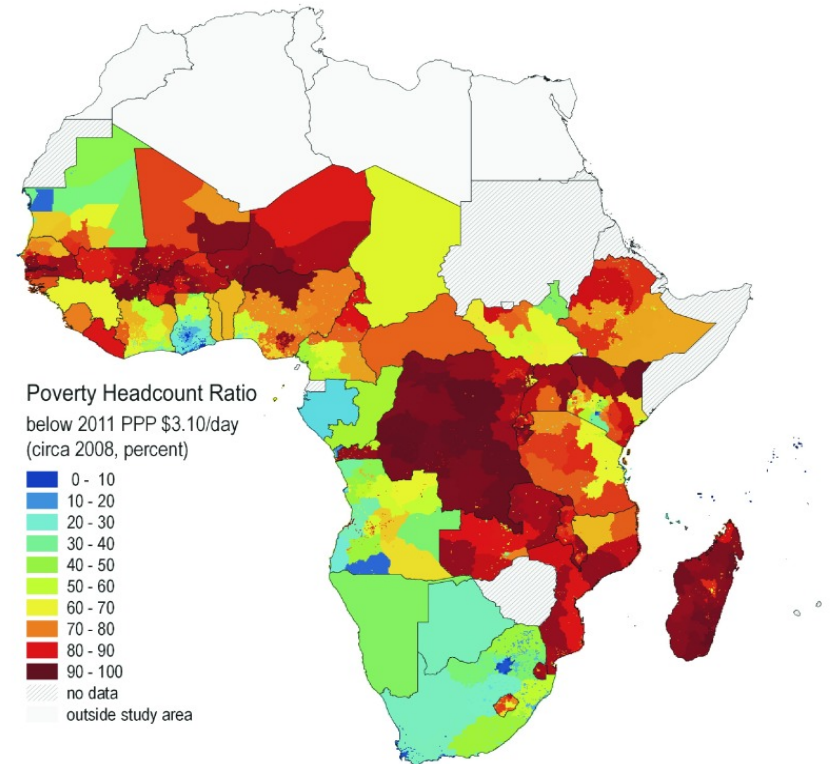 Poverty Headcount Ratio
below 2011 PPP $3.10/day
(circa 2008, percent)
0 - 10
10 - 20
20 - 30
30 - 40
40 - 50
50 - 60
60 - 70
70 - 80
80 - 90
90 - 100
no data
outside study area